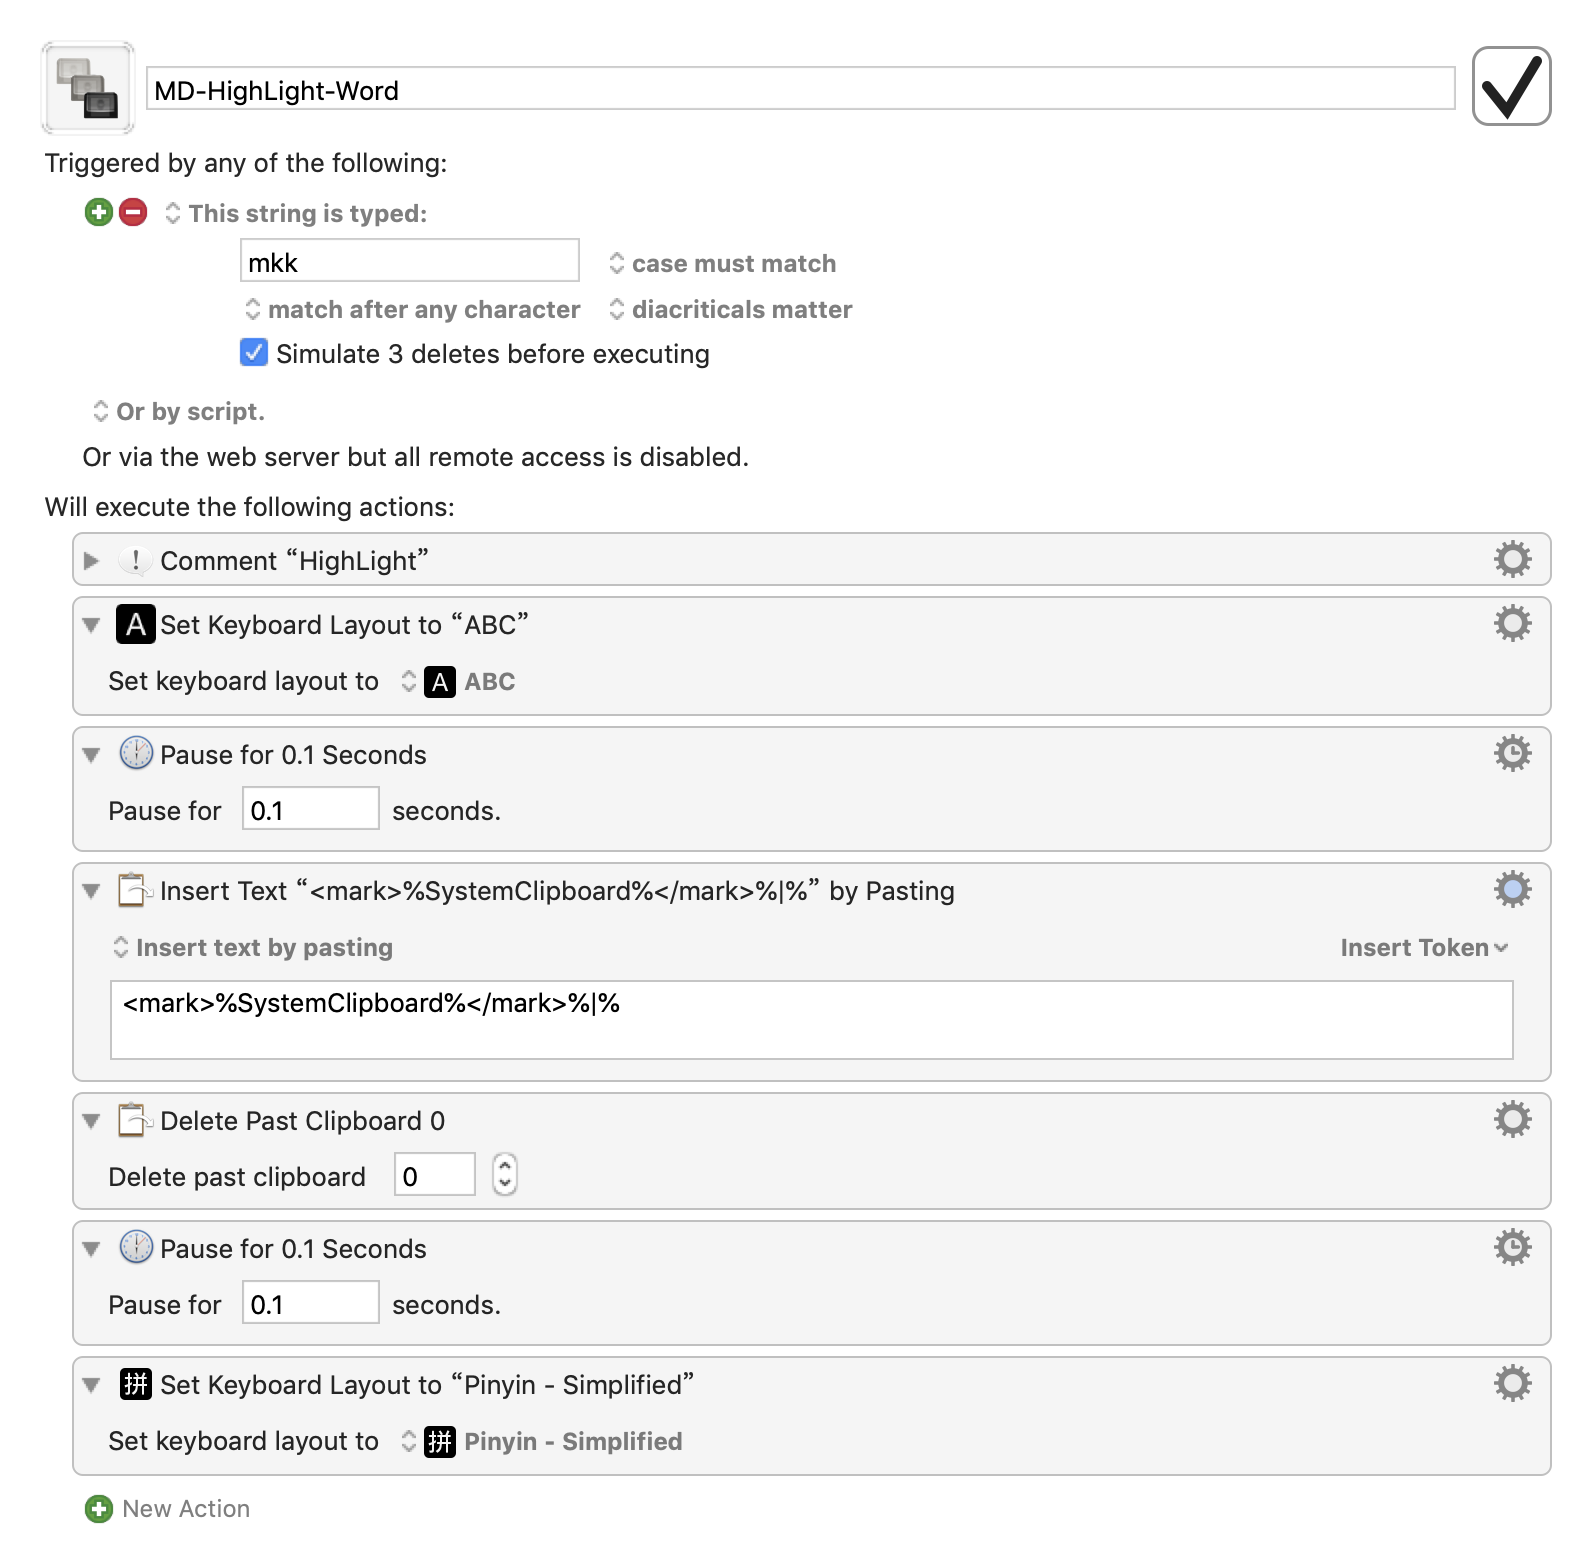 MD-HighLight-Word
Triggered by any of the following:
This string is typed:
mkk case must match
match after any character diacriticals matter
Simulate 3 deletes before executing
Or by script.
Or via the web server but all remote access is disabled.
Will execute the following actions:
Comment “HighLight”
A Set Keyboard Layout to “ABC”
Set keyboard layout to A ABC
Pause for 0.1 Seconds
Pause for 0.1 seconds.
Insert Text “<mark>%SystemClipboard%</mark>%|%” by Pasting
Insert text by pasting Insert Token
<mark>%SystemClipboard%</mark>%|%
Delete Past Clipboard 0
Delete past clipboard 0
Pause for 0.1 Seconds
Pause for 0.1 seconds.
拼 Set Keyboard Layout to “Pinyin - Simplified”
Set keyboard layout to 拼 Pinyin - Simplified
New Action